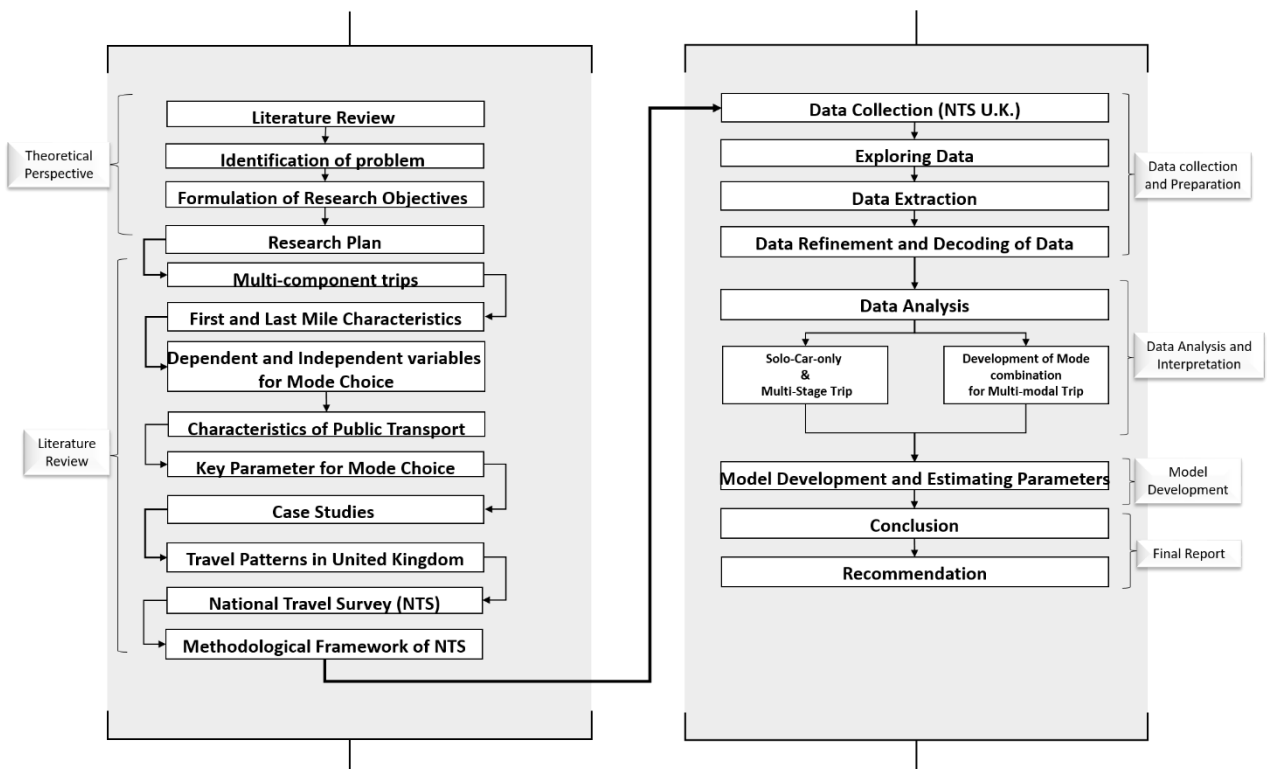 Theoretical
Perspective
Literature Review
Identification of problem
Formulation of Research Objectives
Research Plan
Literature
Review
Multi-component trips
First and Last Mile Characteristics
Dependent and Independent variables
for Mode Choice
Characteristics of Public Transport
Key Parameter for Mode Choice
Case Studies
Travel Patterns in United Kingdom
National Travel Survey (NTS)
Methodological Framework of NTS
Data Collection (NTS U.K.)
Exploring Data
Data Extraction
Data Refinement and Decoding of Data
Data collection
and Preparation
Data Analysis
Solo-Car-only
&
Multi-Stage Trip
Development of Mode
combination
for Multi-modal Trip
Data Analysis and
Interpretation
Model Development and Estimating Parameters
Model
Development
Conclusion
Recommendation
Final Report